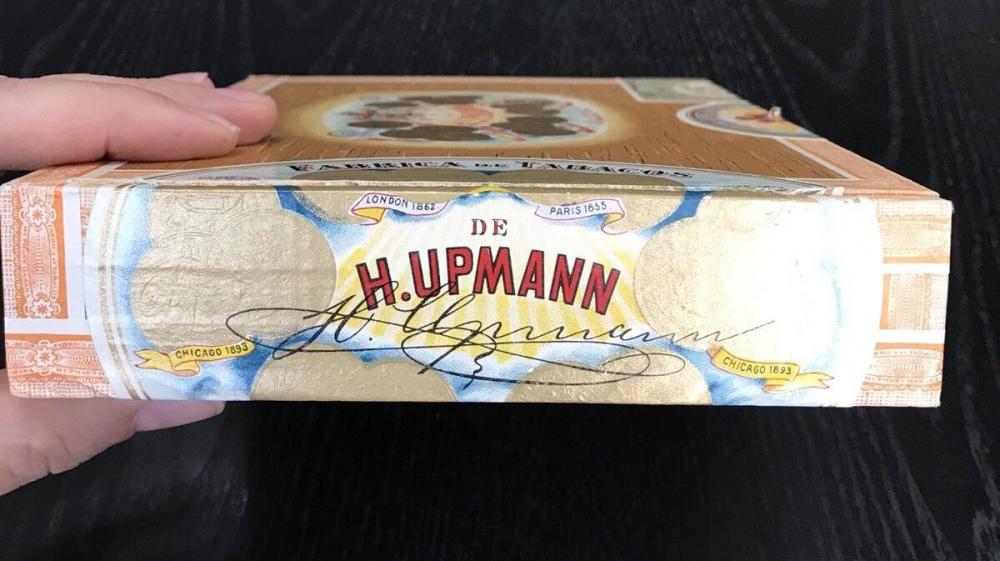 FABRICA DE TABACOS
LONDON 1862
PARIS 1855
DE
H.UPMANN
H. Upmann
CHICAGO 1893
CHICAGO 1893